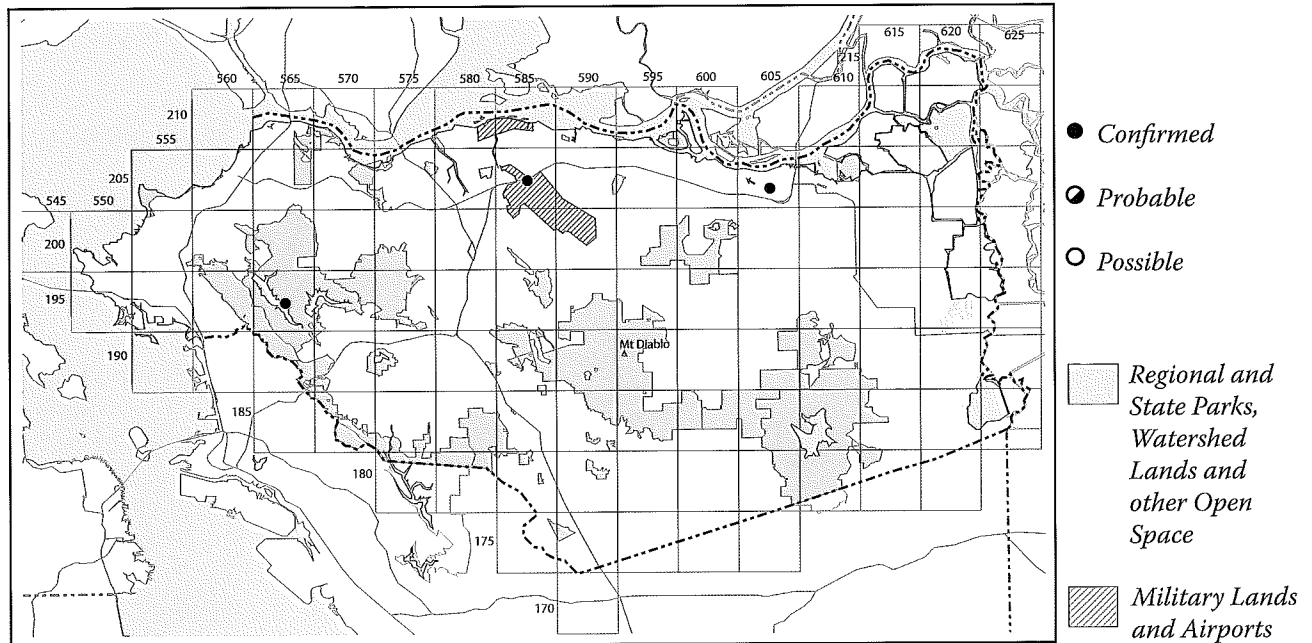 615
620
625
215
560
565
570
575
580
585
590
595
600
605
610
210
555
205
545
550
200
195
190
Mt Diablo
185
180
175
170
Confirmed
Probable
Possible
Regional and
State Parks,
Watershed
Lands and
other Open
Space
Military Lands
and Airports